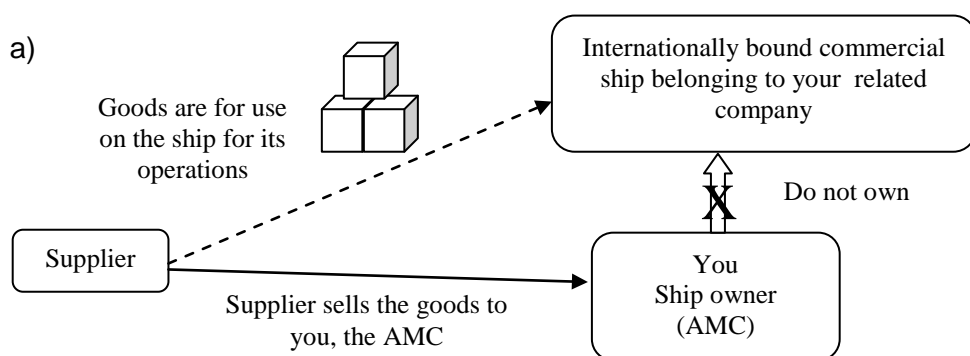 a)
Goods are for use
on the ship for its
operations
Internationally bound commercial
ship belonging to your related
company
X
Do not own
Supplier
Supplier sells the goods to
you, the AMC
You
Ship owner
(AMC)